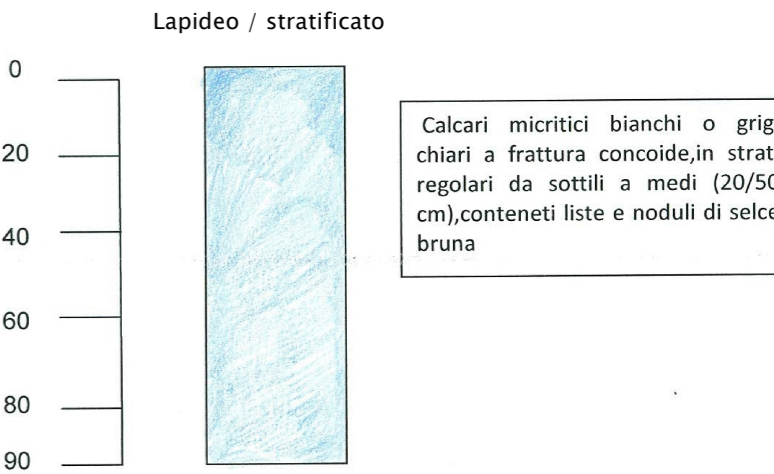 Lapideo / stratificato
0
20
40
60
80
90
Calcari micritici bianchi o grig
chiari a frattura concoide,in strat
regolari da sottili a medi (20/50
cm),conteneti liste e noduli di selce
bruna